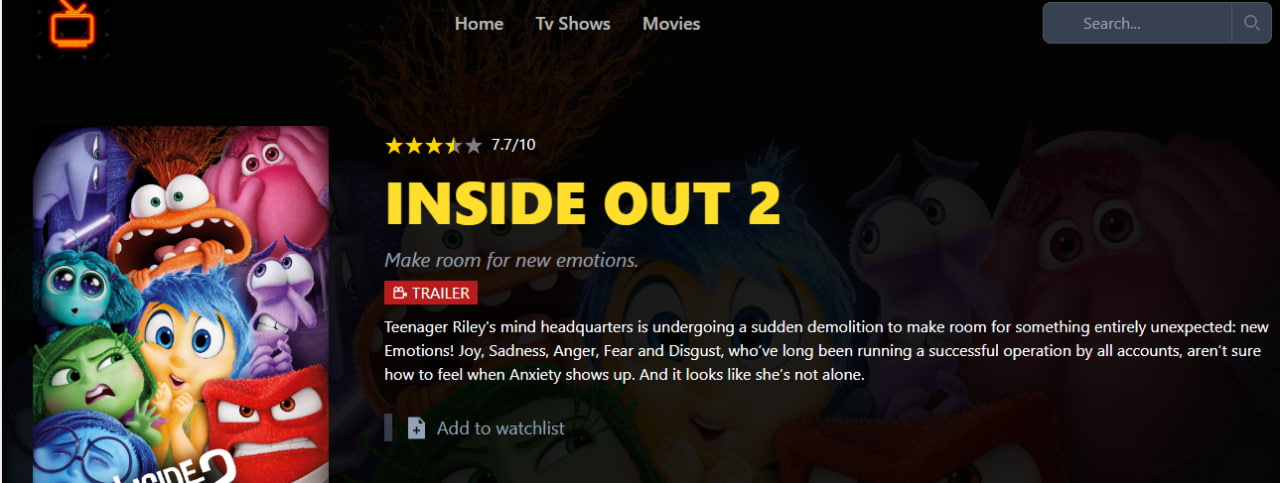 Home Tv Shows Movies Search...
7.7/10
INSIDE OUT 2
Make room for new emotions.
TRAILER
Teenager Riley's mind headquarters is undergoing a sudden demolition to make room for something entirely unexpected: new
Emotions! Joy, Sadness, Anger, Fear and Disgust, who’ve long been running a successful operation by all accounts, aren’t sure
how to feel when Anxiety shows up. And it looks like she’s not alone.
Add to watchlist
INSIDE 2